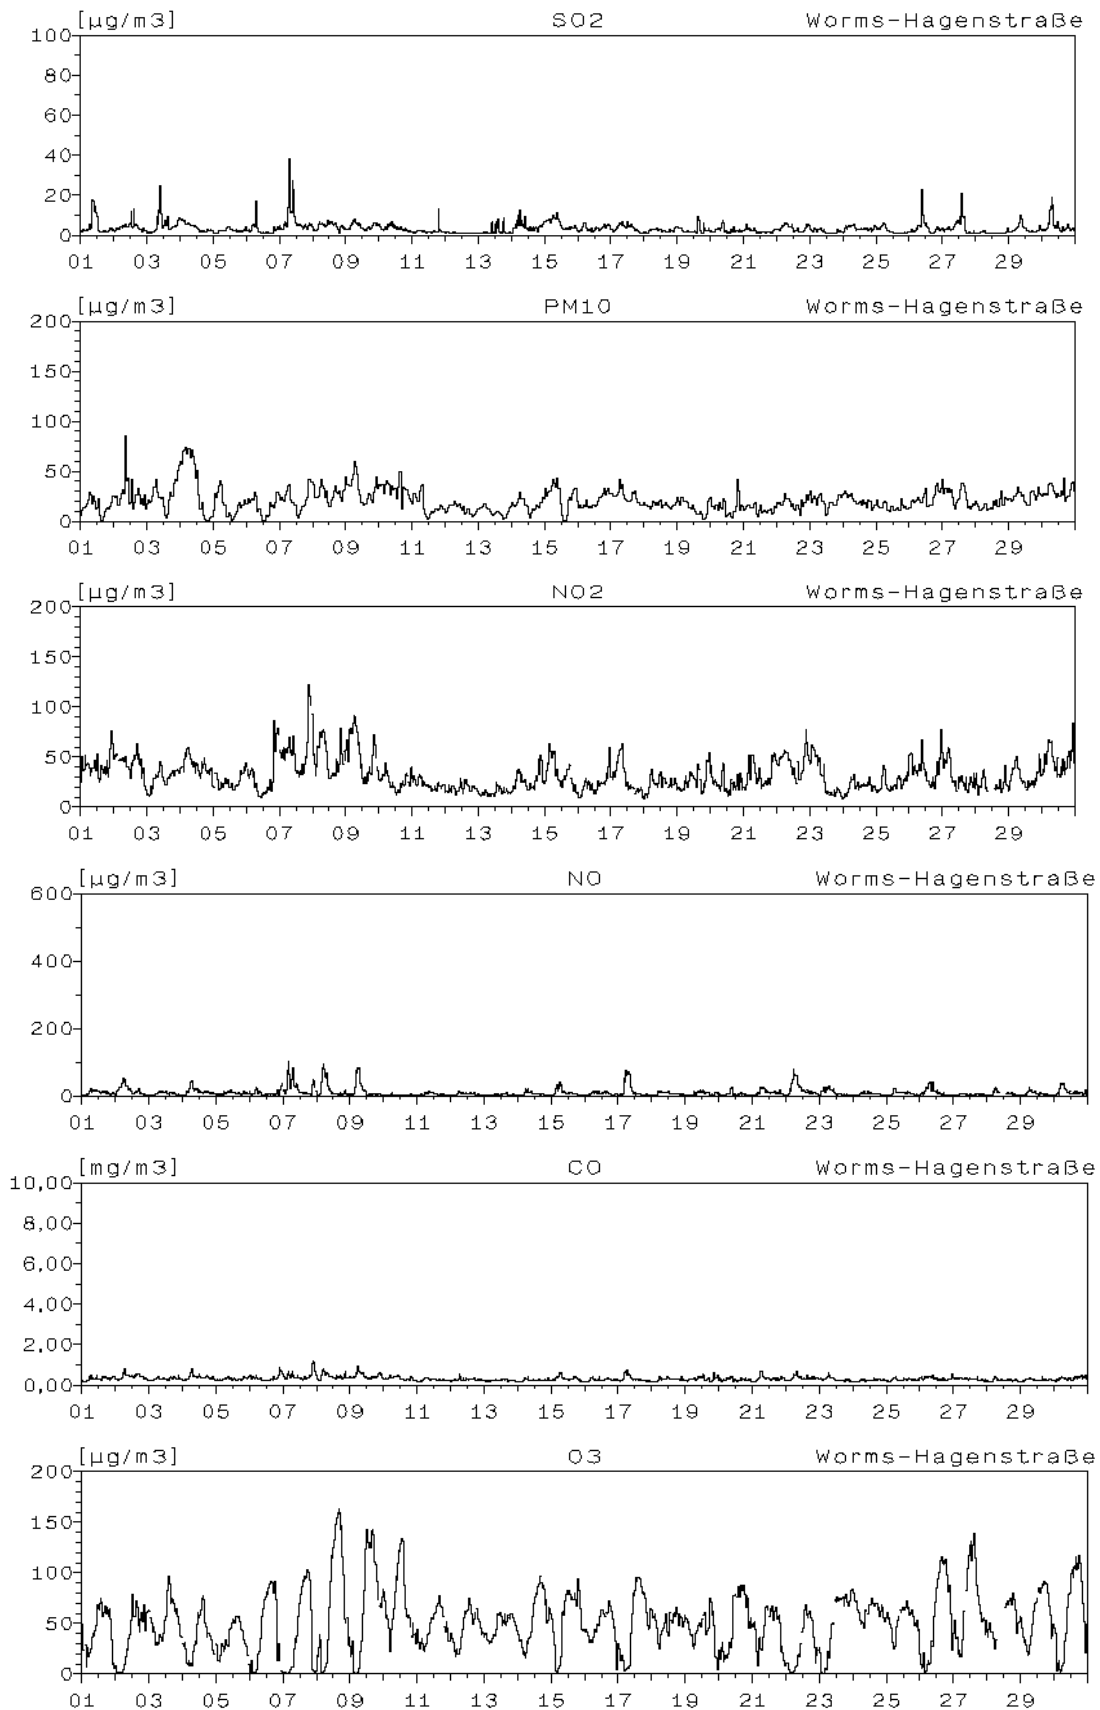 [µg/m3] SO2 Worms-Hagenstraße
100
80
60
40
20
0
01 03 05 07 09 11 13 15 17 19 21 23 25 27 29
[µg/m3] PM10 Worms-Hagenstraße
200
150
100
50
0
01 03 05 07 09 11 13 15 17 19 21 23 25 27 29
[µg/m3] NO2 Worms-Hagenstraße
200
150
100
50
0
01 03 05 07 09 11 13 15 17 19 21 23 25 27 29
[µg/m3] NO Worms-Hagenstraße
600
400
200
0
01 03 05 07 09 11 13 15 17 19 21 23 25 27 29
[mg/m3] CO Worms-Hagenstraße
10,00
8,00
6,00
4,00
2,00
0,00
01 03 05 07 09 11 13 15 17 19 21 23 25 27 29
[µg/m3] O3 Worms-Hagenstraße
200
150
100
50
0
01 03 05 07 09 11 13 15 17 19 21 23 25 27 29